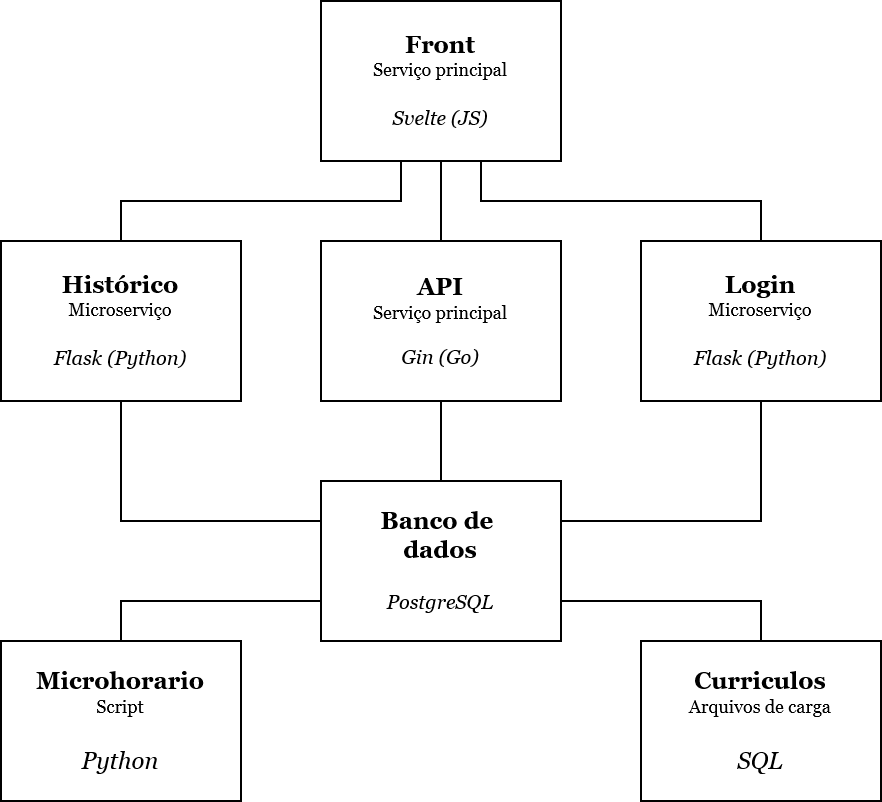 Front
Serviço principal
Svelte (JS)
Histórico
Microserviço
Flask (Python)
API
Serviço principal
Gin (Go)
Login
Microserviço
Flask (Python)
Banco de
dados
PostgreSQL
Microhorario
Script
Python
Curriculos
Arquivos de carga
SQL